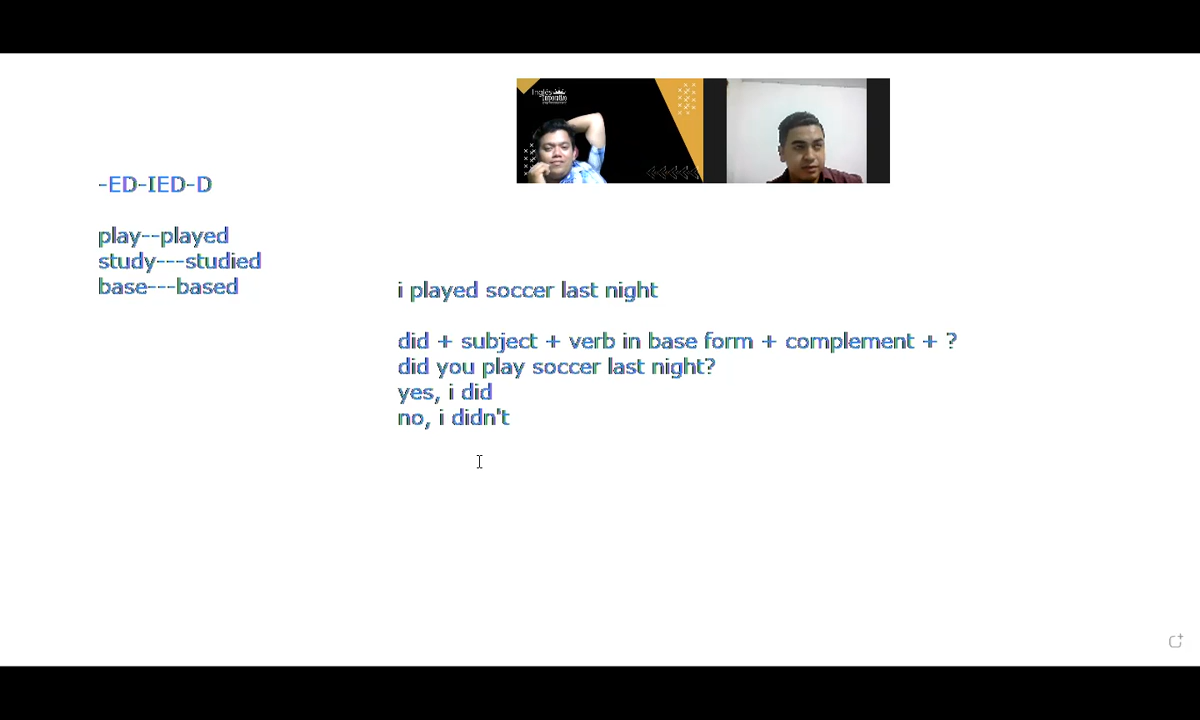 Inglés
-ED-IED-D
play--played
study---studied
base---based
i played soccer last night
did + subject + verb in base form + complement + ?
did you play soccer last night?
yes, i did
no, i didn't